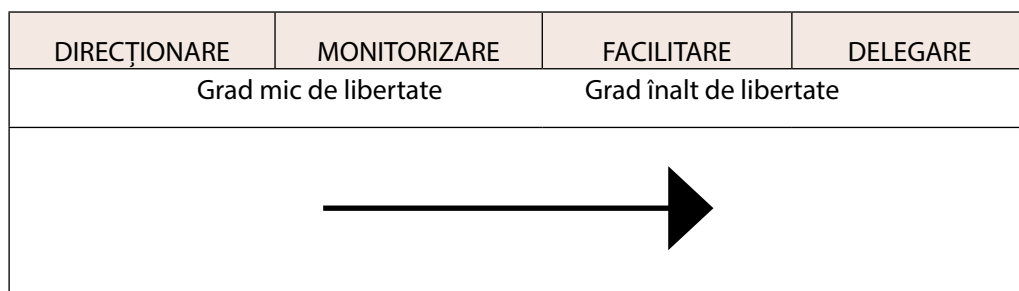 DIRECȚIONARE MONITORIZARE FACILITARE DELEGARE
Grad mic de libertate Grad înalt de libertate